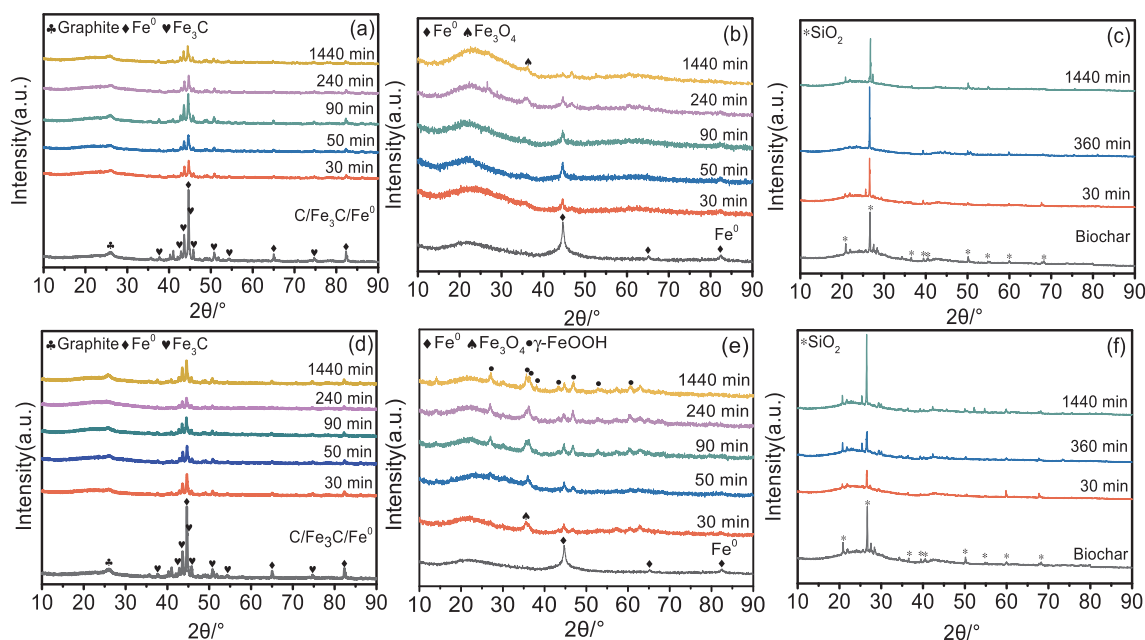 ♣Graphite ♦Fe⁰ ♥Fe₃C
(a)
1440 min
240 min
90 min
50 min
30 min
C/Fe₃C/Fe⁰
Intensity(a.u.)
10 20 30 40 50 60 70 80 90
2θ/°
♦Fe⁰ ♠Fe₃O₄
(b)
1440 min
240 min
90 min
50 min
30 min
Fe⁰
Intensity(a.u.)
10 20 30 40 50 60 70 80 90
2θ/°
*SiO₂
(c)
1440 min
360 min
30 min
Biochar
Intensity(a.u.)
10 20 30 40 50 60 70 80 90
2θ/°
♣Graphite ♦Fe⁰ ♥Fe₃C
(d)
1440 min
240 min
90 min
50 min
30 min
C/Fe₃C/Fe⁰
Intensity(a.u.)
10 20 30 40 50 60 70 80 90
2θ/°
♦Fe⁰ ♠Fe₃O₄ •γ-FeOOH
(e)
1440 min
240 min
90 min
50 min
30 min
Fe⁰
Intensity(a.u.)
10 20 30 40 50 60 70 80 90
2θ/°
*SiO₂
(f)
1440 min
360 min
30 min
Biochar
Intensity(a.u.)
10 20 30 40 50 60 70 80 90
2θ/°